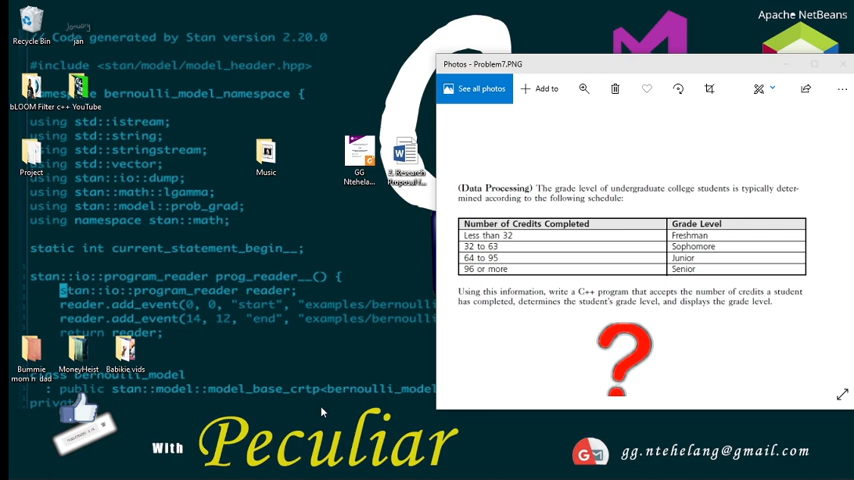 january
// Code generated by Stan version 2.20.0
Apache NetBeans
Recycle Bin
jan
#include <stan/model/model_header.hpp>
Photos - Problem7.PNG
See all photos
Add to
namespace bernoulli_model_namespace {
bLOOM Filter c++ YouTube
using std::istream;
using std::string;
using std::stringstream;
using std::vector;
using stan::io::dump;
using stan::math::lgamma;
using stan::model::prob_grad;
using namespace stan::math;
Project
Music
GG
Ntehela...
Research
Proposal
(Data Processing) The grade level of undergraduate college students is typically deter-
mined according to the following schedule:
Number of Credits Completed Grade Level
Less than 32 Freshman
32 to 63 Sophomore
64 to 95 Junior
96 or more Senior
Using this information, write a C++ program that accepts the number of credits a student
has completed, determines the student's grade level, and displays the grade level.
?
static int current_statement_begin__;
stan::io::program_reader prog_reader__() {
stan::io::program_reader reader;
reader.add_event(0, 0, "start", "examples/bernoulli
reader.add_event(14, 12, "end", "examples/bernoulli
return reader;
Bummie
mom n dad
MoneyHeist
Babikie vids
class bernoulli_model
: public stan::model::model_base_crtp<bernoulli_model
private
With Peculiar
gg.ntehelang@gmail.com